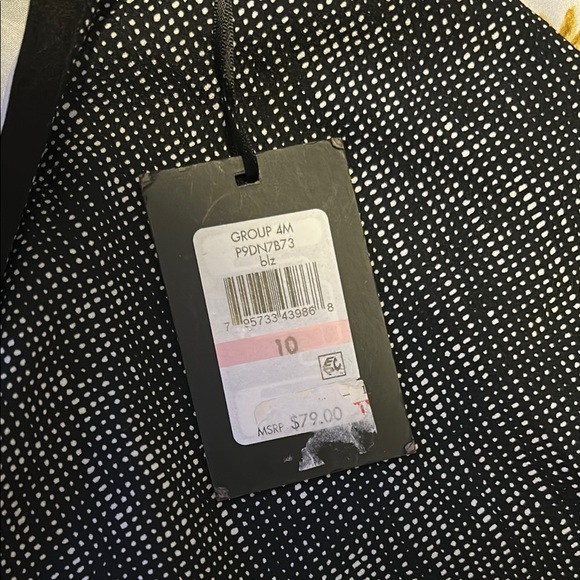 GROUP 4M
P9DN7B73
blz
7 95733 43986 8
10
MSRP $79.00